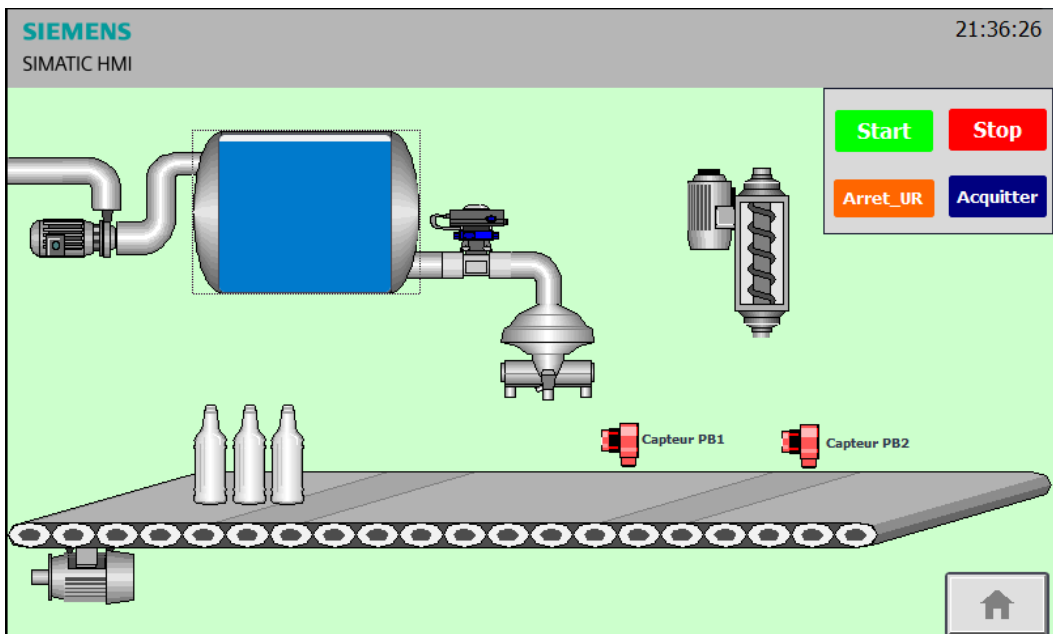 SIEMENS
21:36:26
SIMATIC HMI
Start
Stop
Arret_UR
Acquitter
Capteur PB1
Capteur PB2